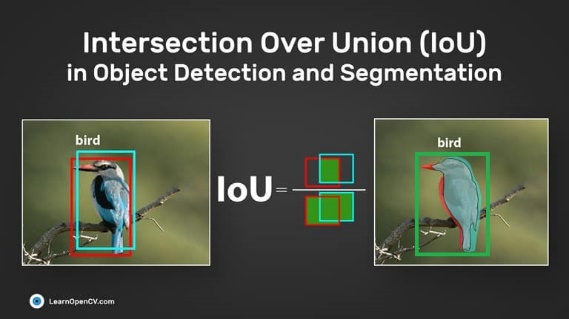 Intersection Over Union (IoU)
in Object Detection and Segmentation
bird
IoU=
bird
LearnOpenCV.com